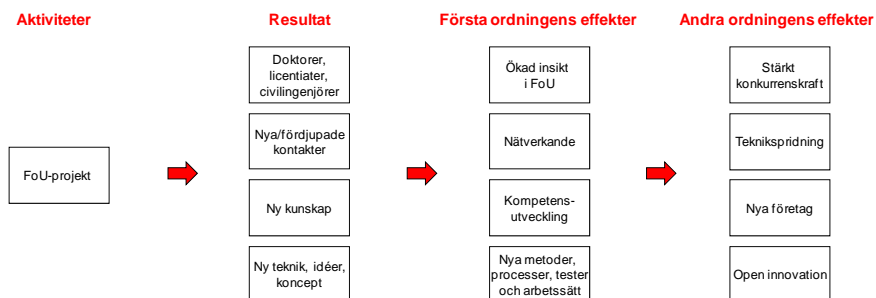 Aktiviteter
Resultat
Första ordningens effekter
Andra ordningens effekter
FoU-projekt
Doktorer,
licentiater,
civilingenjörer
Nya/fördjupade
kontakter
Ny kunskap
Ny teknik, idéer,
koncept
Ökad insikt
i FoU
Nätverkande
Kompetens-
utveckling
Nya metoder,
processer, tester
och arbetssätt
Stärkt
konkurrenskraft
Teknikspridning
Nya företag
Open innovation